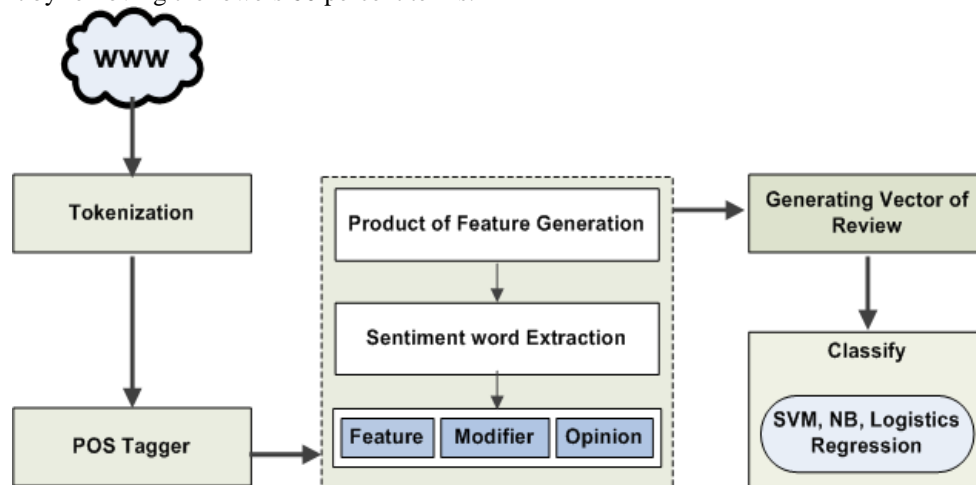 WWW
Tokenization
POS Tagger
Product of Feature Generation
Sentiment word Extraction
Feature Modifier Opinion
Generating Vector of
Review
Classify
SVM, NB, Logistics
Regression